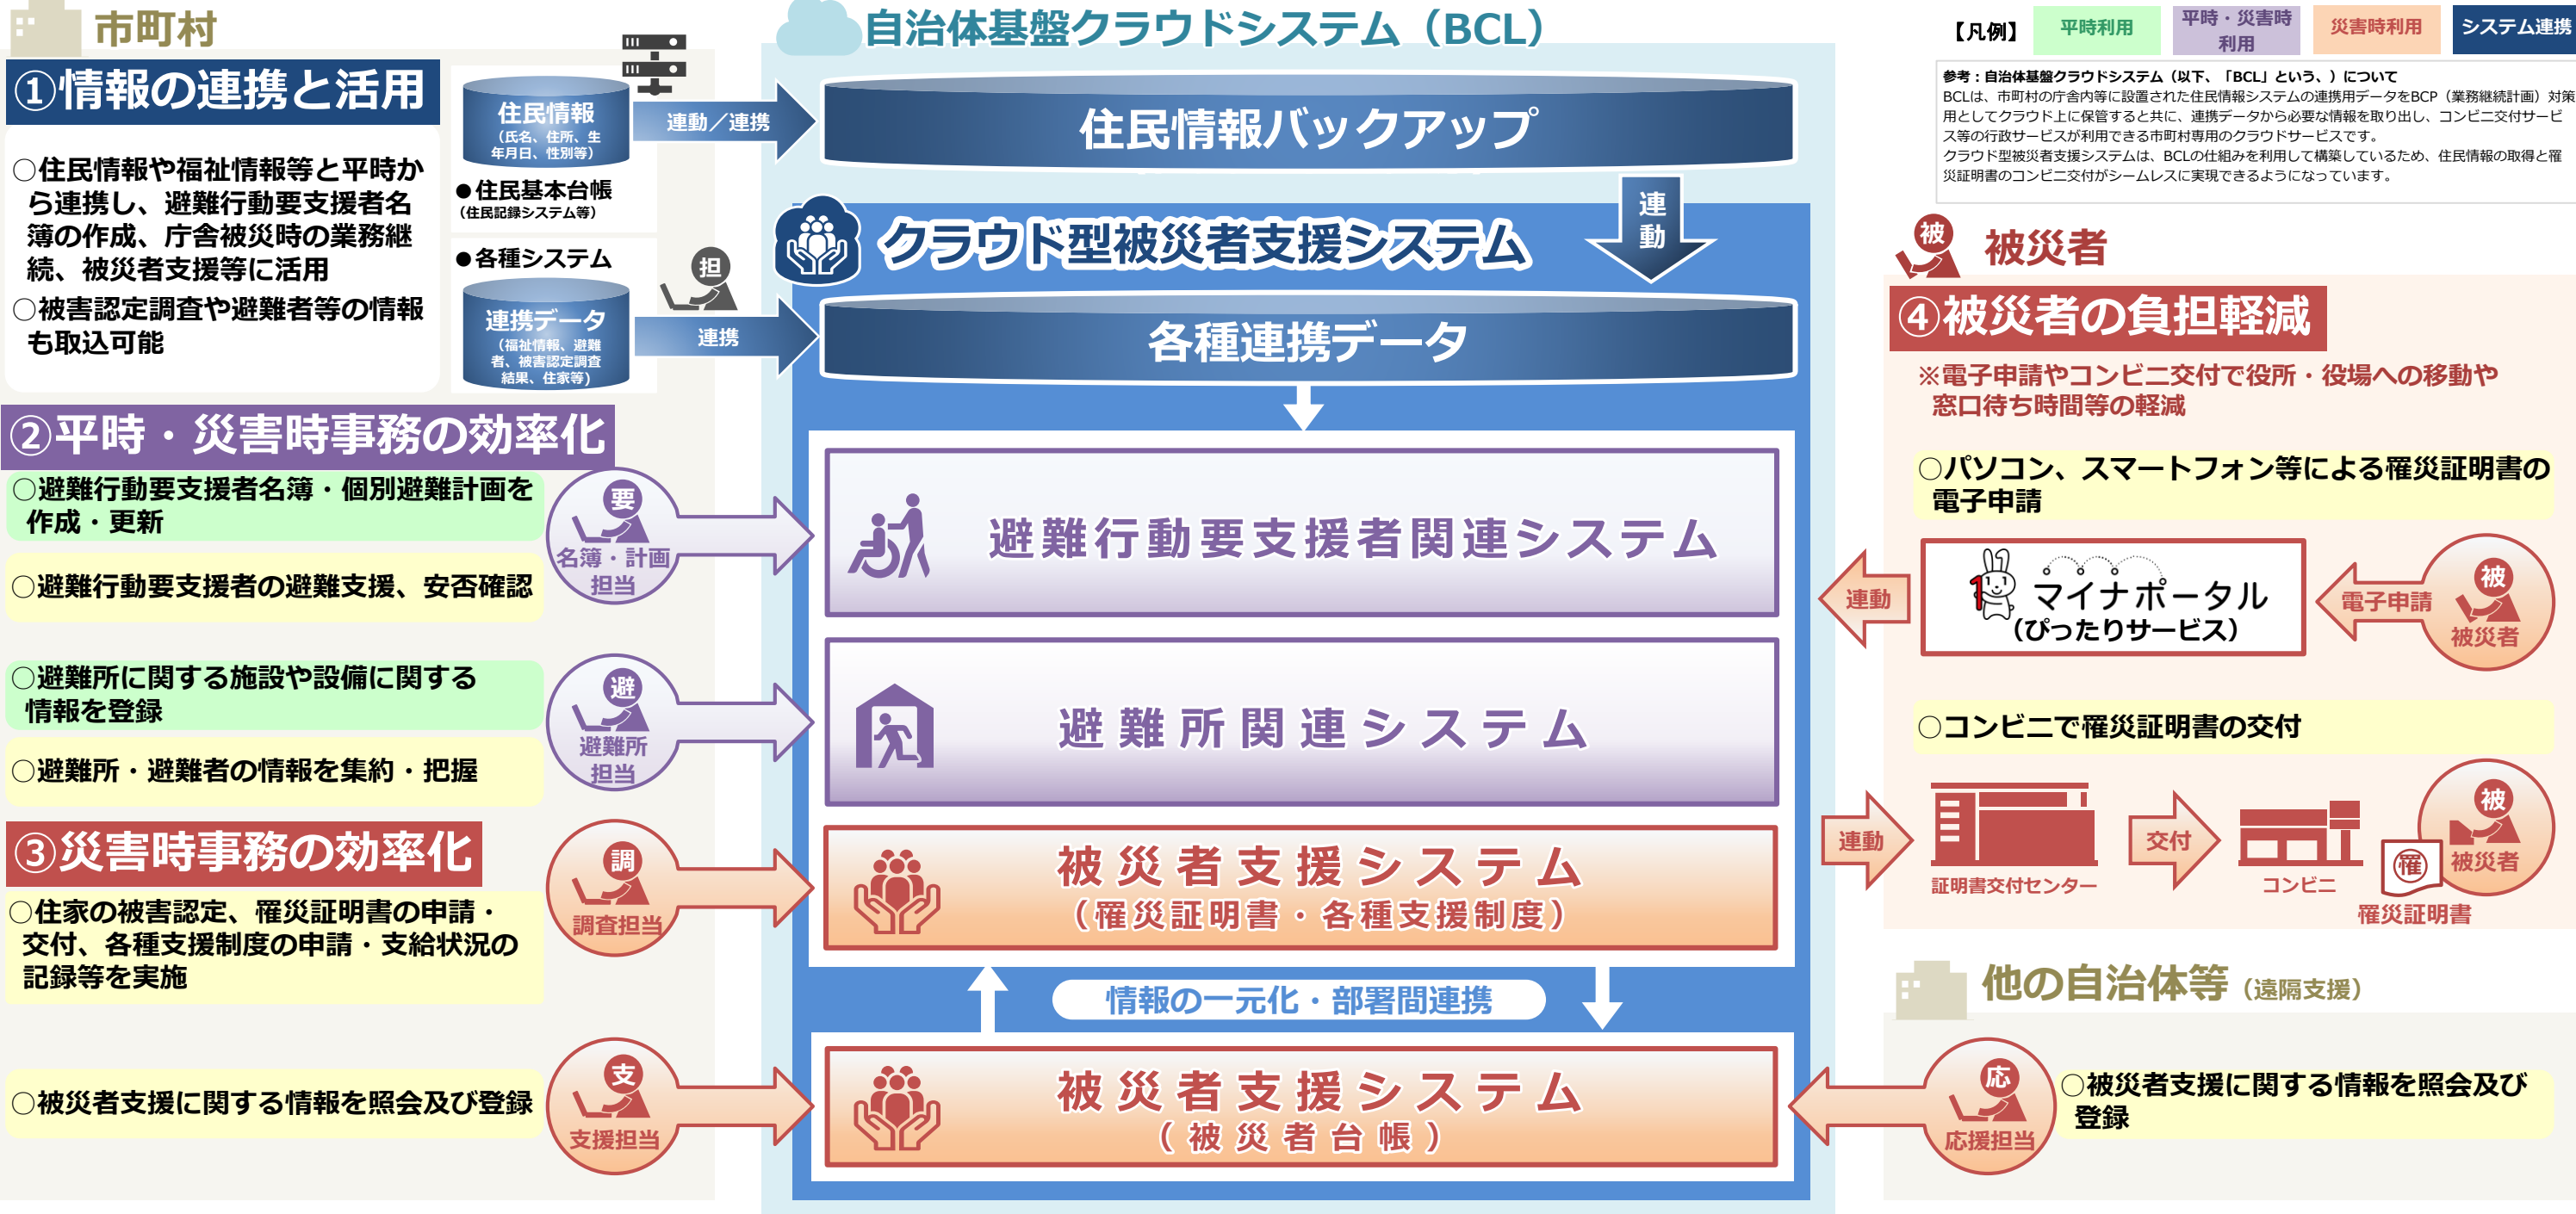 市町村
①情報の連携と活用
○住民情報や福祉情報等と平時か
ら連携し、避難行動要支援者名
簿の作成、庁舎被災時の業務継
続、被災者支援等に活用
○被害認定調査や避難者等の情報
も取込可能
住民情報
（氏名、住所、生
年月日、性別等）
●住民基本台帳
（住民記録システム等）
●各種システム
連携データ
（福祉情報、避難
者、被害認定調査
結果、住家等)
担
連動／連携
連携
②平時・災害時事務の効率化
○避難行動要支援者名簿・個別避難計画を
作成・更新
○避難行動要支援者の避難支援、安否確認
要
名簿・計画
担当
○避難所に関する施設や設備に関する
情報を登録
○避難所・避難者の情報を集約・把握
避
避難所
担当
③災害時事務の効率化
○住家の被害認定、罹災証明書の申請・
交付、各種支援制度の申請・支給状況の
記録等を実施
調
調査担当
○被災者支援に関する情報を照会及び登録
支
支援担当
自治体基盤クラウドシステム（BCL）
住民情報バックアップ
連
動
クラウド型被災者支援システム
各種連携データ
避難行動要支援者関連システム
避難所関連システム
被災者支援システム
（罹災証明書・各種支援制度）
情報の一元化・部署間連携
被災者支援システム
（被災者台帳）
【凡例】
平時利用
平時・災害時
利用
災害時利用
システム連携
参考：自治体基盤クラウドシステム（以下、「BCL」という、）について
BCLは、市町村の庁舎内等に設置された住民情報システムの連携用データをBCP（業務継続計画）対策
用としてクラウド上に保管すると共に、連携データから必要な情報を取り出し、コンビニ交付サービ
ス等の行政サービスが利用できる市町村専用のクラウドサービスです。
クラウド型被災者支援システムは、BCLの仕組みを利用して構築しているため、住民情報の取得と罹
災証明書のコンビニ交付がシームレスに実現できるようになっています。
被
被災者
④被災者の負担軽減
※電子申請やコンビニ交付で役所・役場への移動や
窓口待ち時間等の軽減
○パソコン、スマートフォン等による罹災証明書の
電子申請
連動
マイナポータル
（ぴったりサービス）
電子申請
被
被災者
○コンビニで罹災証明書の交付
連動
証明書交付センター
交付
コンビニ
罹
罹災証明書
被
被災者
他の自治体等（遠隔支援）
応
応援担当
○被災者支援に関する情報を照会及び
登録